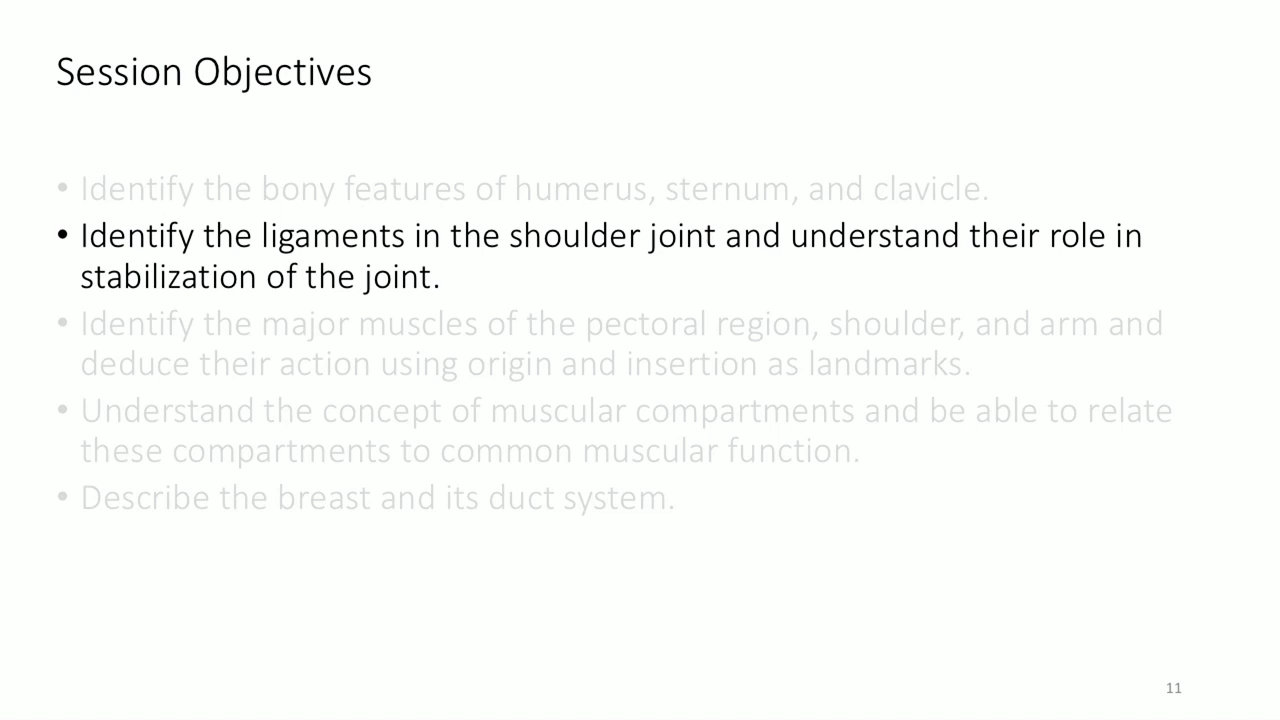 Session Objectives
• Identify the bony features of humerus, sternum, and clavicle.
• Identify the ligaments in the shoulder joint and understand their role in
stabilization of the joint.
• Identify the major muscles of the pectoral region, shoulder, and arm and
deduce their action using origin and insertion as landmarks.
• Understand the concept of muscular compartments and be able to relate
these compartments to common muscular function.
• Describe the breast and its duct system.
11